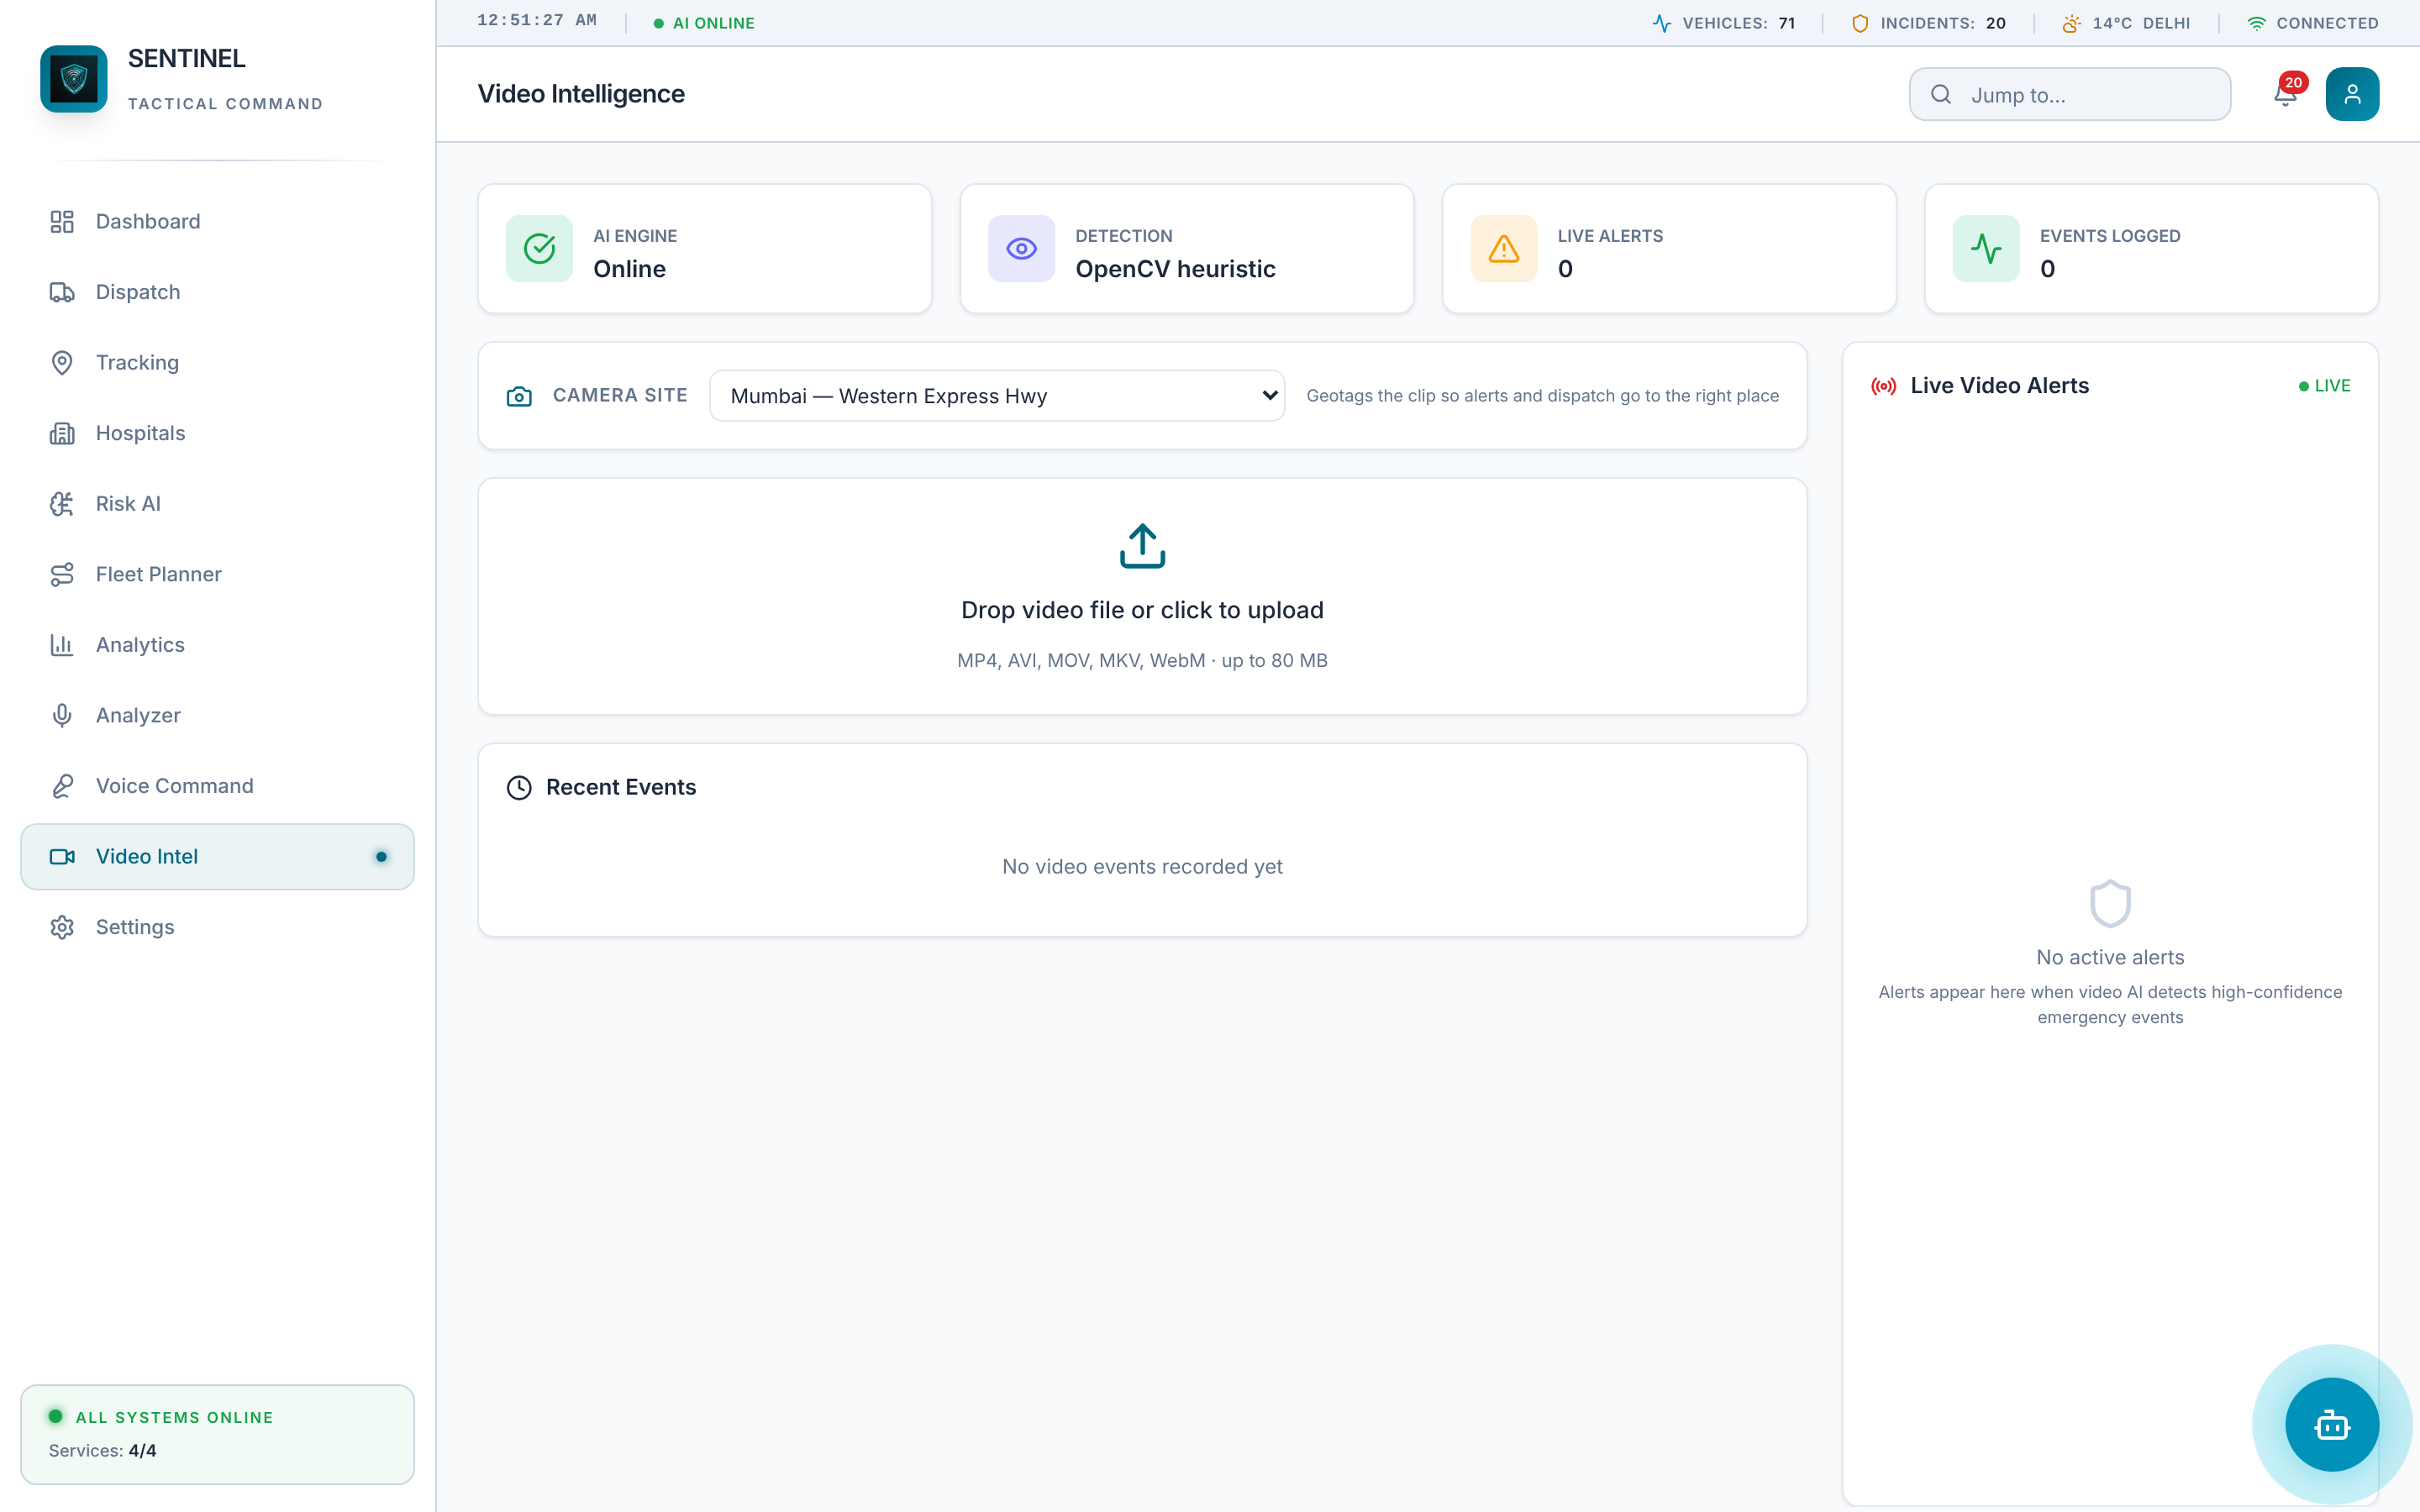 SENTINEL
TACTICAL COMMAND
Dashboard
Dispatch
Tracking
Hospitals
Risk AI
Fleet Planner
Analytics
Analyzer
Voice Command
Video Intel
Settings
ALL SYSTEMS ONLINE
Services: 4/4
12:51:27 AM
AI ONLINE
VEHICLES: 71
INCIDENTS: 20
14°C DELHI
CONNECTED
Video Intelligence
Jump to...
20
AI ENGINE
Online
DETECTION
OpenCV heuristic
LIVE ALERTS
0
EVENTS LOGGED
0
CAMERA SITE
Mumbai — Western Express Hwy
Geotags the clip so alerts and dispatch go to the right place
Drop video file or click to upload
MP4, AVI, MOV, MKV, WebM · up to 80 MB
Recent Events
No video events recorded yet
Live Video Alerts
LIVE
No active alerts
Alerts appear here when video AI detects high-confidence
emergency events